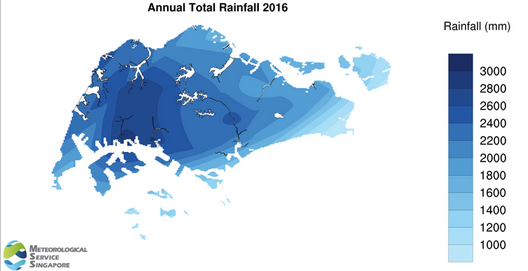 Annual Total Rainfall 2016
Rainfall (mm)
3000
2800
2600
2400
2200
2000
1800
1600
1400
1200
1000
METEOROLOGICAL
SERVICE
SINGAPORE